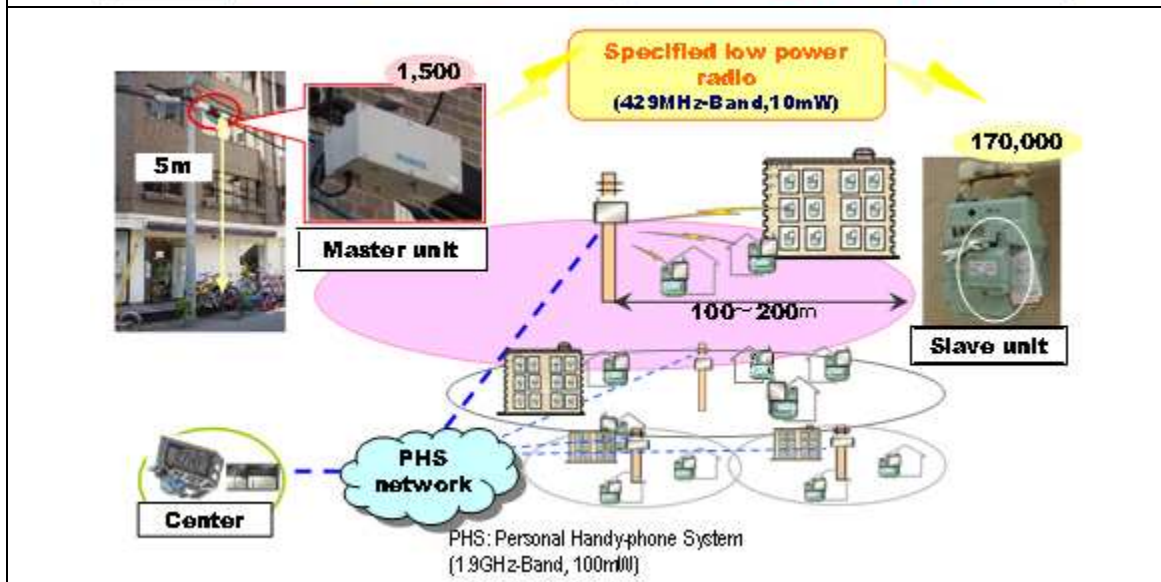 Specified low power
radio
(429MHz-Band,10mW)
1,500
170,000
5m
Master unit
100~200m
Slave unit
PHS
network
Center
PHS: Personal Handy-phone System
(1.9GHz-Band, 100mW)